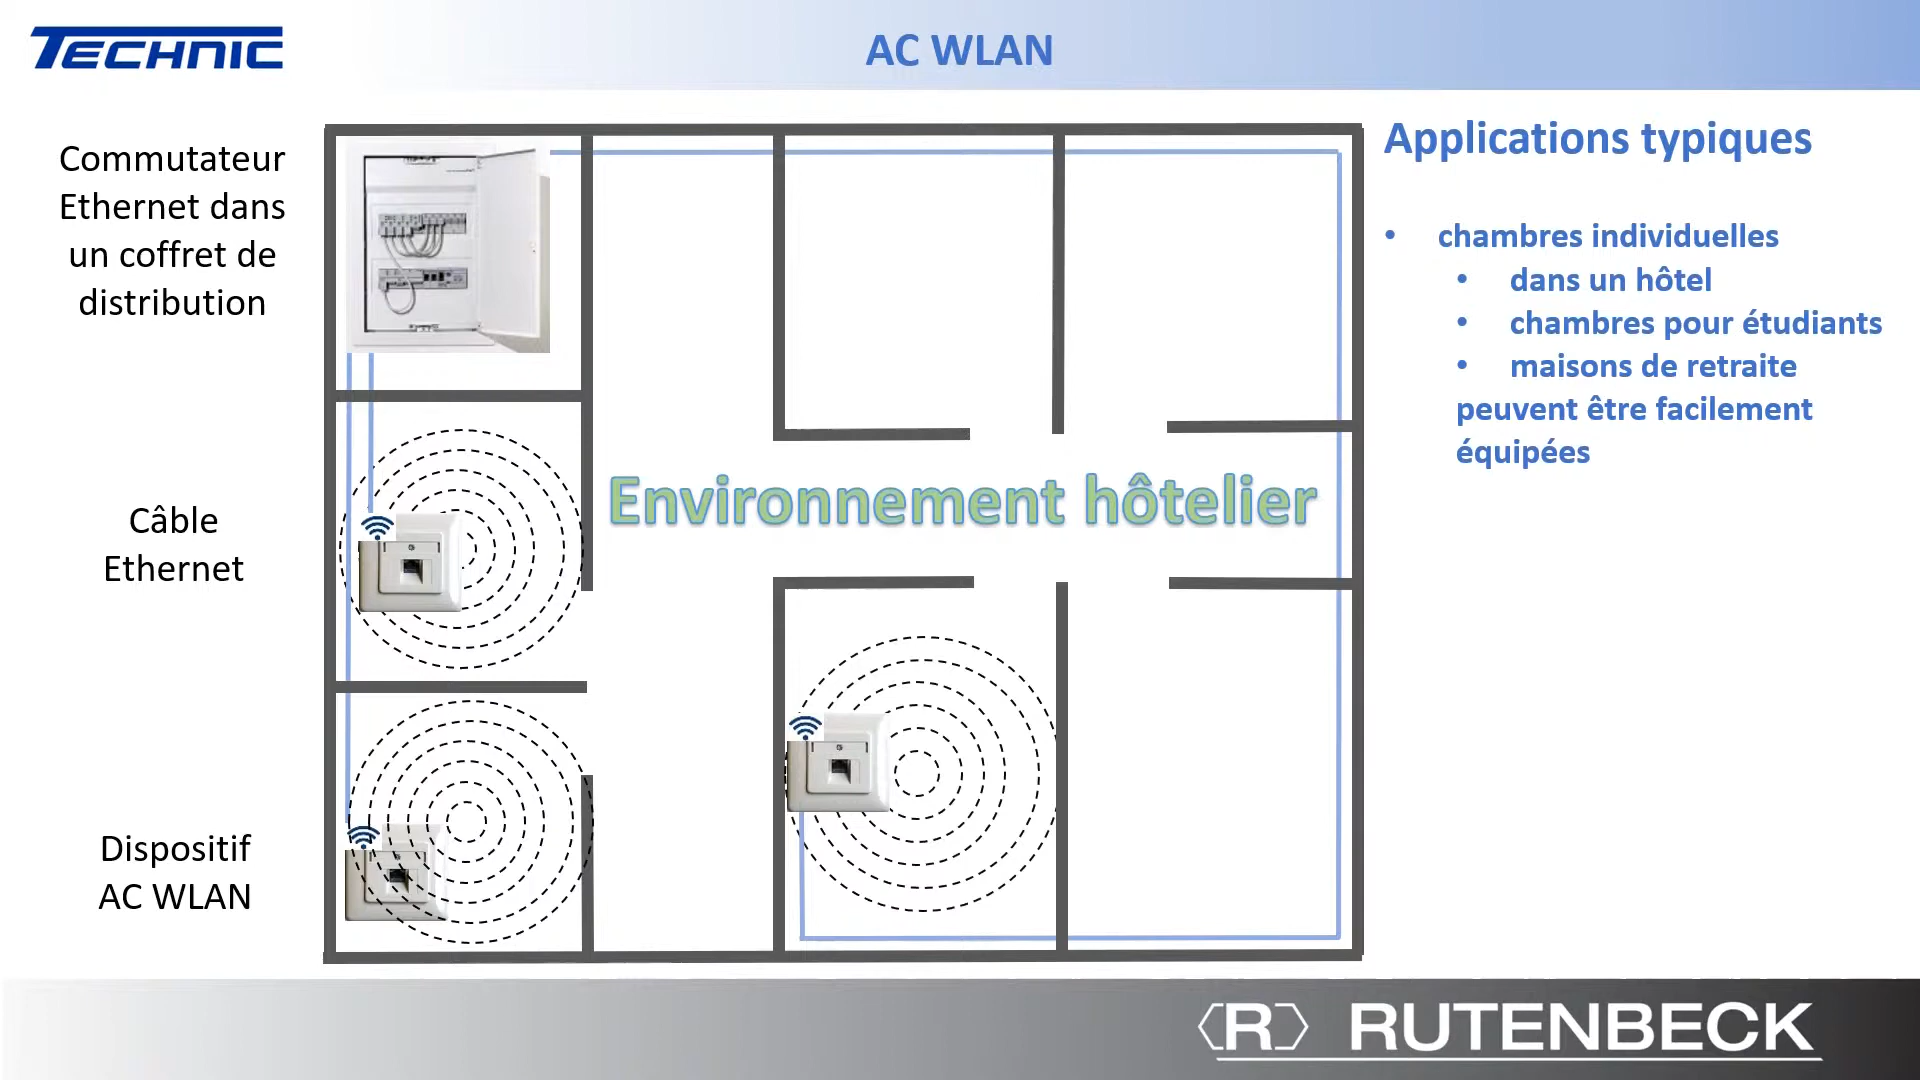 TECHNIC
AC WLAN
Commutateur
Ethernet dans
un coffret de
distribution
Câble
Ethernet
Dispositif
AC WLAN
Environnement hôtelier
Applications typiques
• chambres individuelles
• dans un hôtel
• chambres pour étudiants
• maisons de retraite
peuvent être facilement
équipées
R RUTENBECK